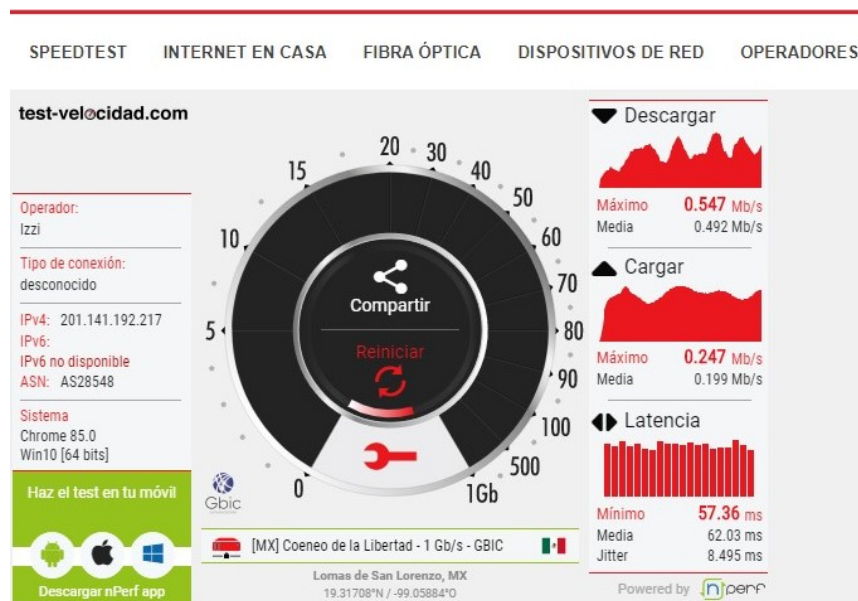 SPEEDTEST INTERNET EN CASA FIBRA ÓPTICA DISPOSITIVOS DE RED OPERADORES
test-velocidad.com
Operador:
Izzi
Tipo de conexión:
desconocido
IPv4: 201.141.192.217
IPv6:
IPv6 no disponible
ASN: AS28548
Sistema
Chrome 85.0
Win10 [64 bits]
Haz el test en tu móvil
Descargar nPerf app
0
5
10
15
20
30
40
50
60
70
80
90
100
500
1Gb
Compartir
Reiniciar
Gbic
[MX] Coeneo de la Libertad - 1 Gb/s - GBIC
Lomas de San Lorenzo, MX
19.31708°N / -99.05884°O
Descargar
Máximo 0.547 Mb/s
Media 0.492 Mb/s
Cargar
Máximo 0.247 Mb/s
Media 0.199 Mb/s
Latencia
Mínimo 57.36 ms
Media 62.03 ms
Jitter 8.495 ms
Powered by nperf